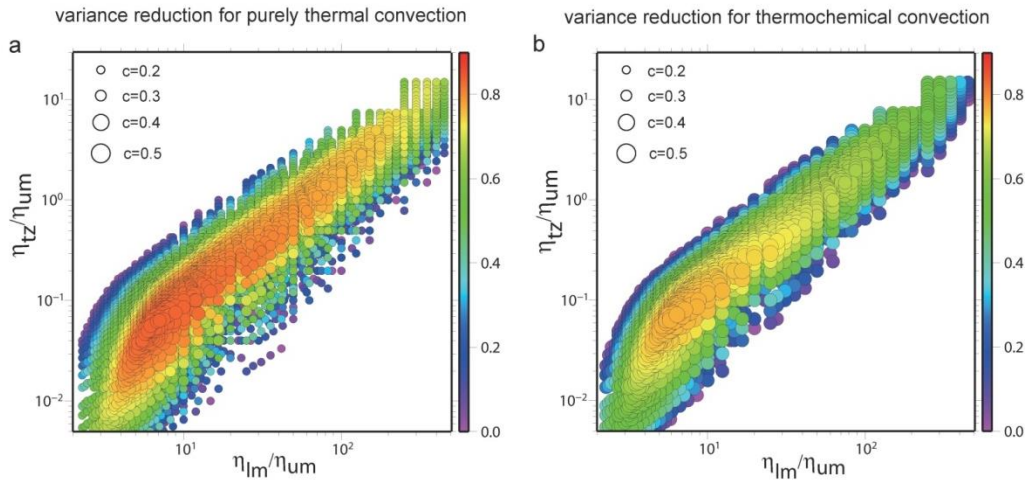 variance reduction for purely thermal convection
a
c=0.2
c=0.3
c=0.4
c=0.5
10¹
10⁰
10⁻¹
10⁻²
ηtz/ηum
10¹
10²
ηlm/ηum
0.8
0.6
0.4
0.2
0.0
variance reduction for thermochemical convection
b
c=0.2
c=0.3
c=0.4
c=0.5
10¹
10⁰
10⁻¹
10⁻²
ηtz/ηum
10¹
10²
ηlm/ηum
0.8
0.6
0.4
0.2
0.0